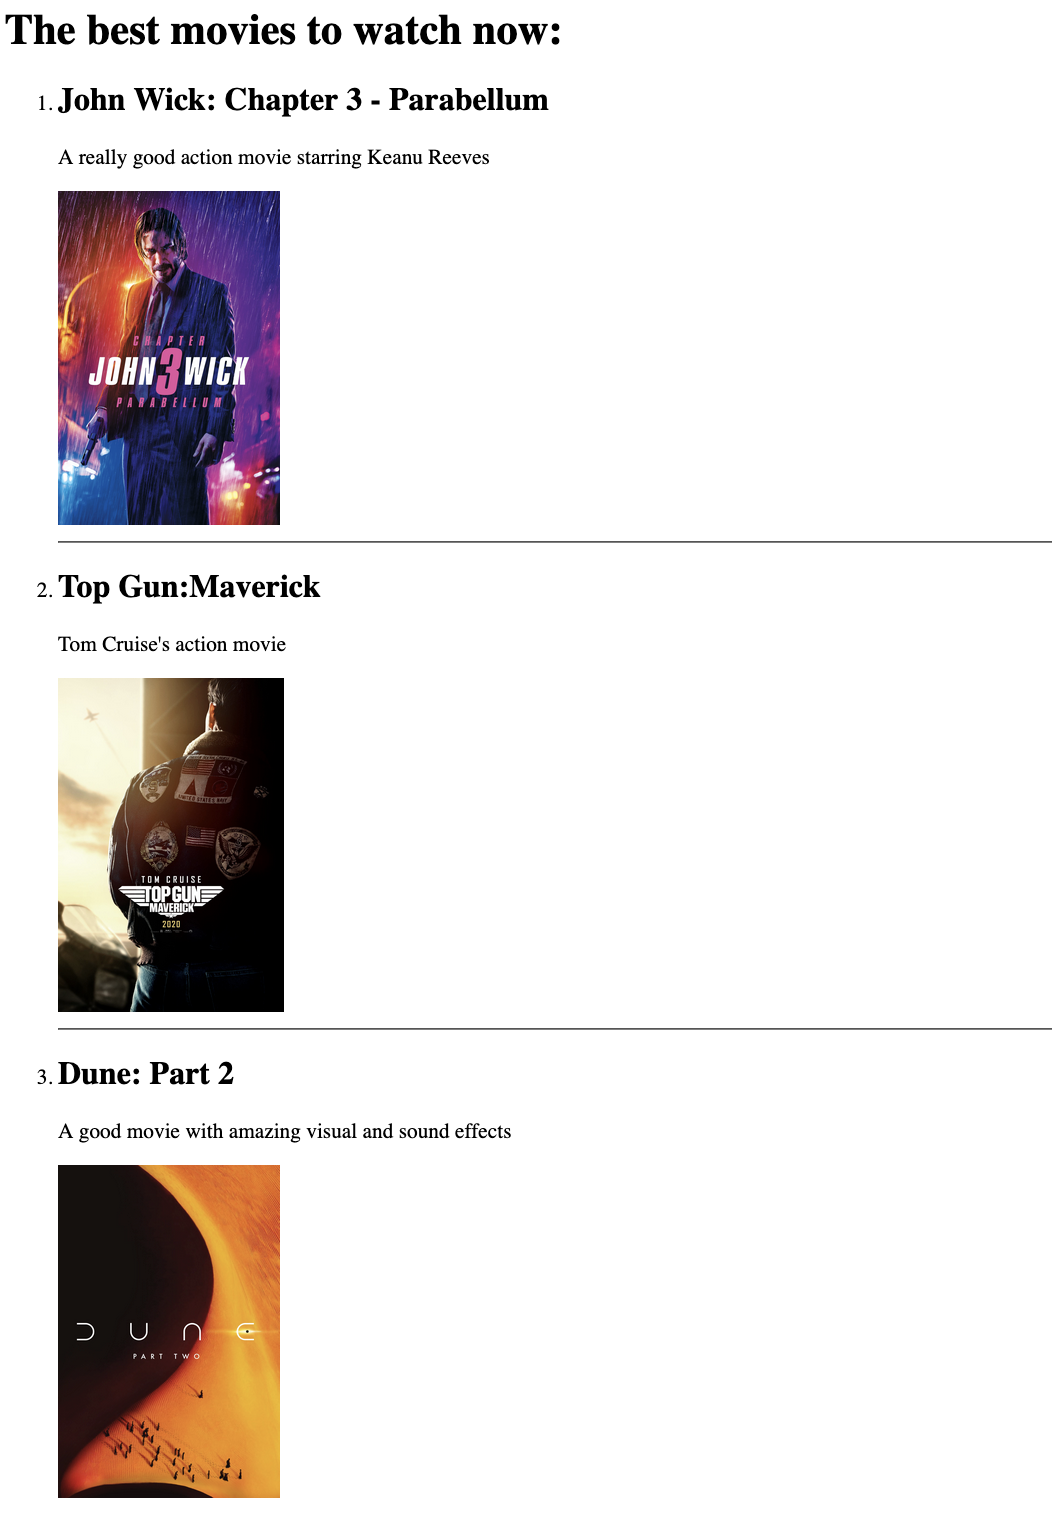 The best movies to watch now:
1. John Wick: Chapter 3 - Parabellum
A really good action movie starring Keanu Reeves
CHAPTER
JOHN 3 WICK
PARABELLUM
2. Top Gun:Maverick
Tom Cruise's action movie
TOM CRUISE
TOP GUN
MAVERICK
2020
3. Dune: Part 2
A good movie with amazing visual and sound effects
DUNE
PART TWO